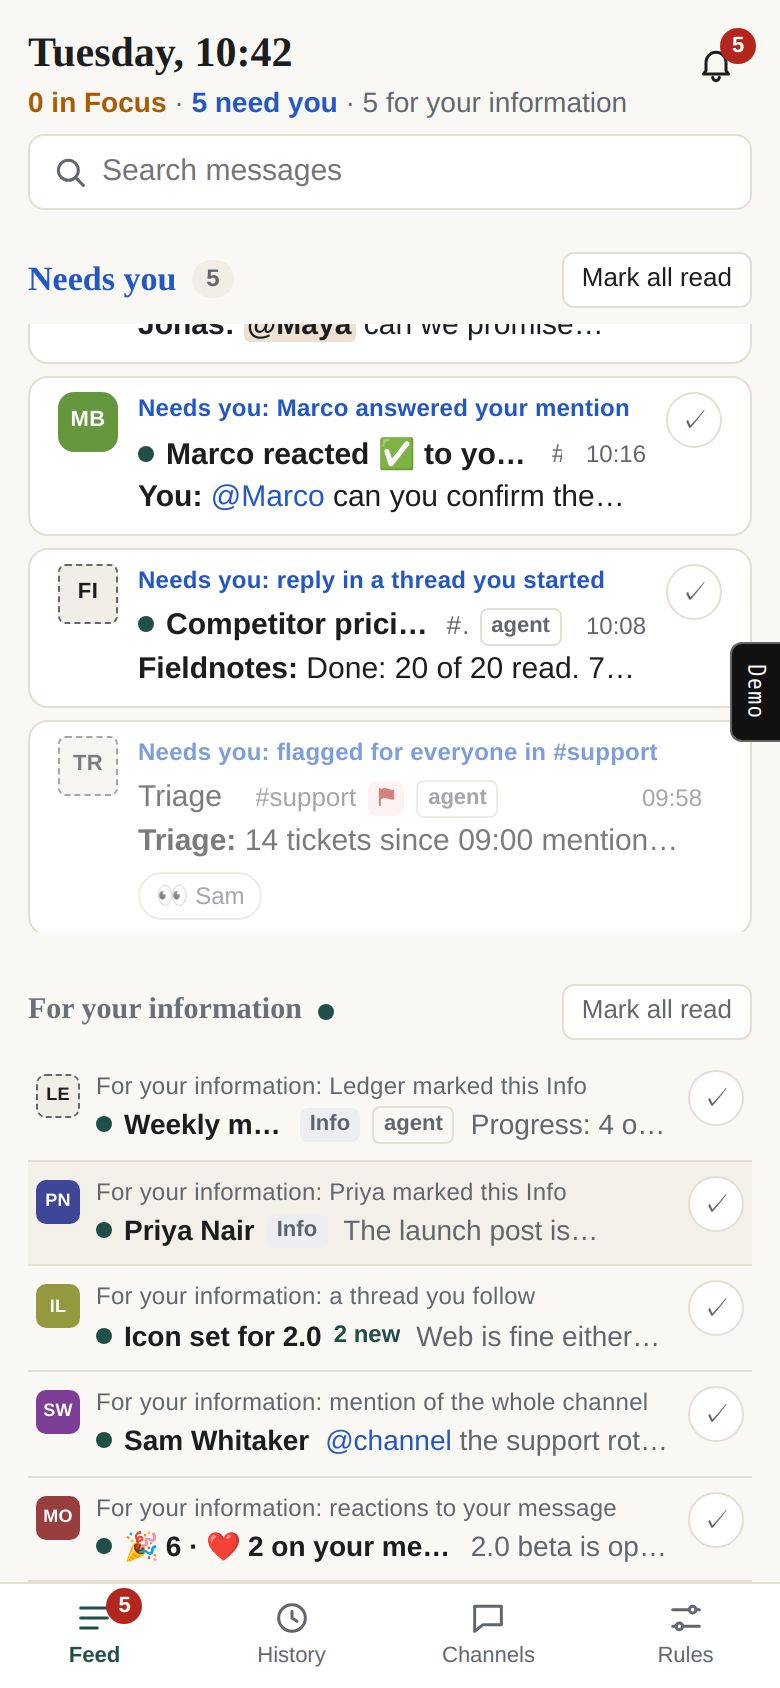 Tuesday, 10:42
5
0 in Focus · 5 need you · 5 for your information
Search messages
Needs you 5 Mark all read
Jonas: @Maya can we promise…
MB Needs you: Marco answered your mention ✓
Marco reacted ✅ to yo… # 10:16
You: @Marco can you confirm the…
FI Needs you: reply in a thread you started ✓
Competitor prici… #. agent 10:08
Fieldnotes: Done: 20 of 20 read. 7…
Demo
TR Needs you: flagged for everyone in #support
Triage #support agent 09:58
Triage: 14 tickets since 09:00 mention…
👀 Sam
For your information Mark all read
LE For your information: Ledger marked this Info ✓
Weekly m… Info agent Progress: 4 o…
PN For your information: Priya marked this Info ✓
Priya Nair Info The launch post is…
IL For your information: a thread you follow ✓
Icon set for 2.0 2 new Web is fine either…
SW For your information: mention of the whole channel ✓
Sam Whitaker @channel the support rot…
MO For your information: reactions to your message ✓
🎉 6 · ❤️ 2 on your me… 2.0 beta is op…
5
Feed History Channels Rules